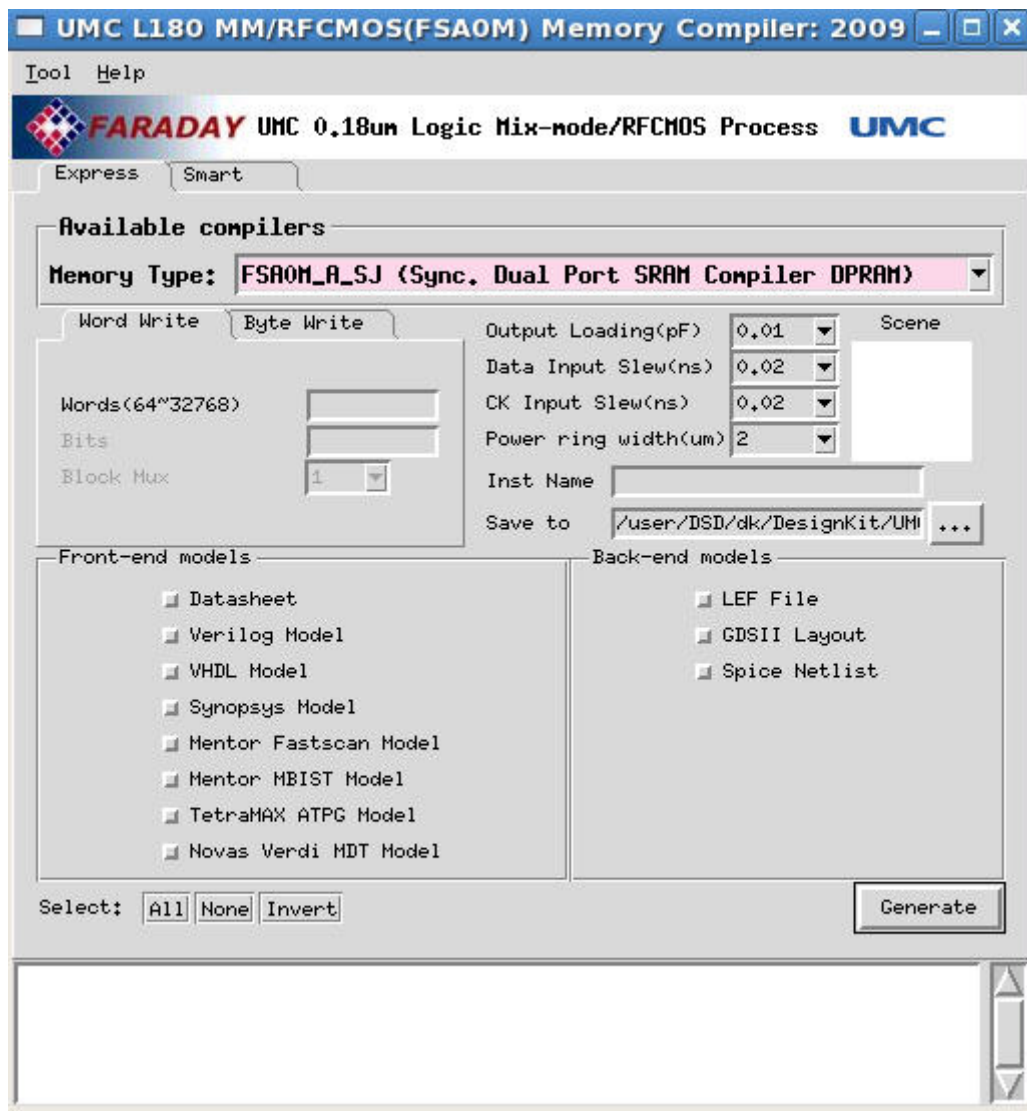 UMC L180 MM/RFCMOS(FSA0M) Memory Compiler: 2009
Tool Help
FARADAY UMC 0.18um Logic Mix-mode/RFCMOS Process UMC
Express Smart
Available compilers
Memory Type: FSA0M_A_SJ (Sync. Dual Port SRAM Compiler DPRAM)
Word Write Byte Write
Words(64~32768)
Bits
Block Mux 1
Output Loading(pF) 0.01
Data Input Slew(ns) 0.02
CK Input Slew(ns) 0.02
Power ring width(um) 2
Scene
Inst Name
Save to /user/DSD/dk/DesignKit/UM ...
Front-end models
Datasheet
Verilog Model
VHDL Model
Synopsys Model
Mentor Fastscan Model
Mentor MBIST Model
TetraMAX ATPG Model
Novas Verdi MDT Model
Back-end models
LEF File
GDSII Layout
Spice Netlist
Select: All None Invert
Generate